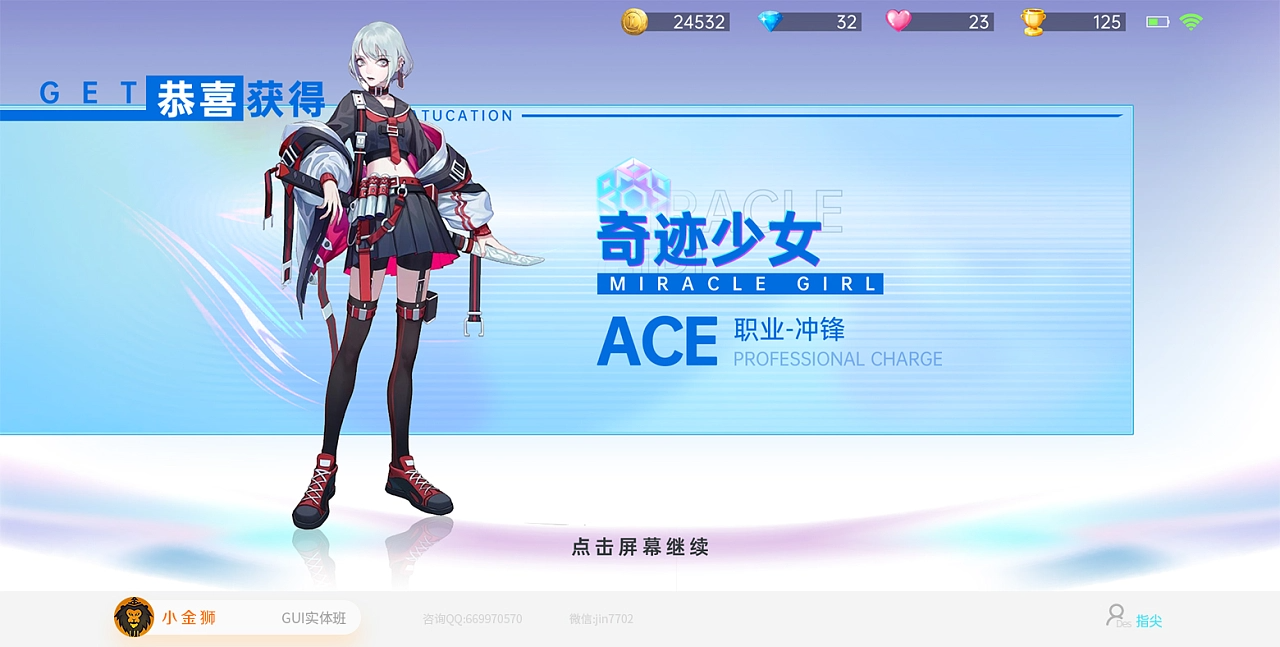 24532
32
23
125
GET 恭喜获得
TUCATION
奇迹少女
MIRACLE GIRL
ACE 职业-冲锋
PROFESSIONAL CHARGE
点击屏幕继续
小金狮 GUI实体班 咨询QQ:669970570 微信:jin7702
Des 指尖